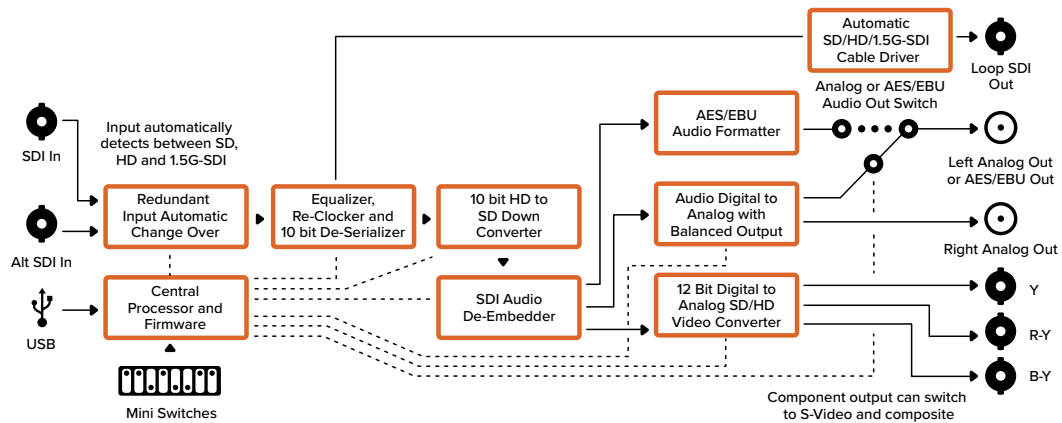 Automatic
SD/HD/1.5G-SDI
Cable Driver
Loop SDI
Out
Analog or AES/EBU
Audio Out Switch
AES/EBU
Audio Formatter
SDI In
Input automatically
detects between SD,
HD and 1.5G-SDI
Left Analog Out
or AES/EBU Out
Redundant
Input Automatic
Change Over
Equalizer,
Re-Clocker and
10 bit De-Serializer
10 bit HD to
SD Down
Converter
Audio Digital to
Analog with
Balanced Output
Alt SDI In
Right Analog Out
Central
Processor and
Firmware
SDI Audio
De-Embedder
12 Bit Digital to
Analog SD/HD
Video Converter
Y
USB
R-Y
B-Y
Mini Switches
Component output can switch
to S-Video and composite